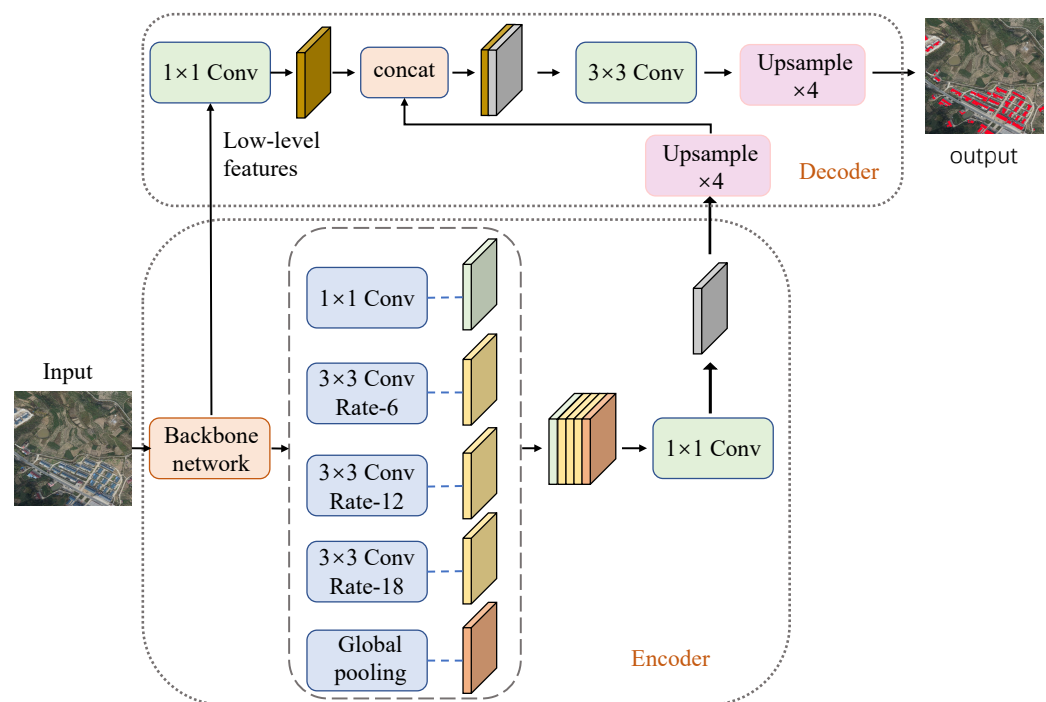 1×1 Conv
concat
3×3 Conv
Upsample
×4
output
Low-level
features
Upsample
×4
Decoder
Input
Backbone
network
1×1 Conv
3×3 Conv
Rate-6
3×3 Conv
Rate-12
3×3 Conv
Rate-18
Global
pooling
1×1 Conv
Encoder